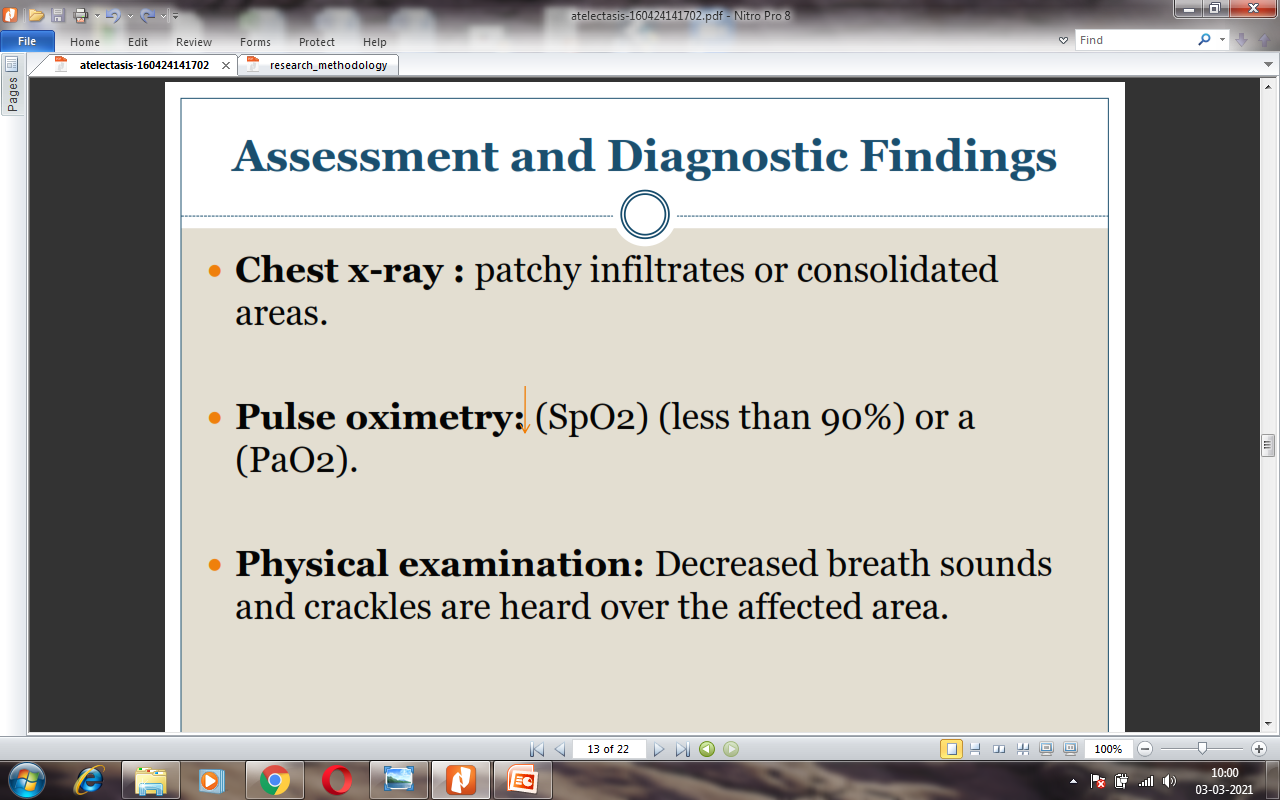 atelectasis-160424141702.pdf - Nitro Pro 8
File Home Edit Review Forms Protect Help
Find
atelectasis-160424141702 research_methodology
Pages
Assessment and Diagnostic Findings
Chest x-ray : patchy infiltrates or consolidated
areas.
Pulse oximetry: (SpO2) (less than 90%) or a
(PaO2).
Physical examination: Decreased breath sounds
and crackles are heard over the affected area.
13 of 22
100%
10:00
03-03-2021